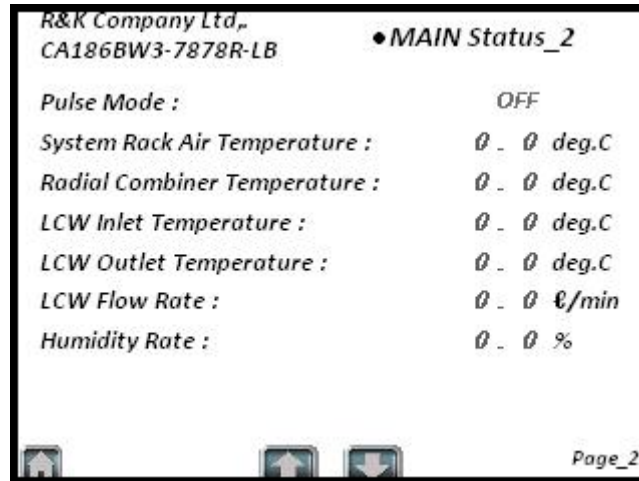 R&K Company Ltd,.
CA186BW3-7878R-LB
●MAIN Status_2
Pulse Mode : OFF
System Rack Air Temperature : 0. 0 deg.C
Radial Combiner Temperature : 0. 0 deg.C
LCW Inlet Temperature : 0. 0 deg.C
LCW Outlet Temperature : 0. 0 deg.C
LCW Flow Rate : 0. 0 ℓ/min
Humidity Rate : 0. 0 %
Page_2